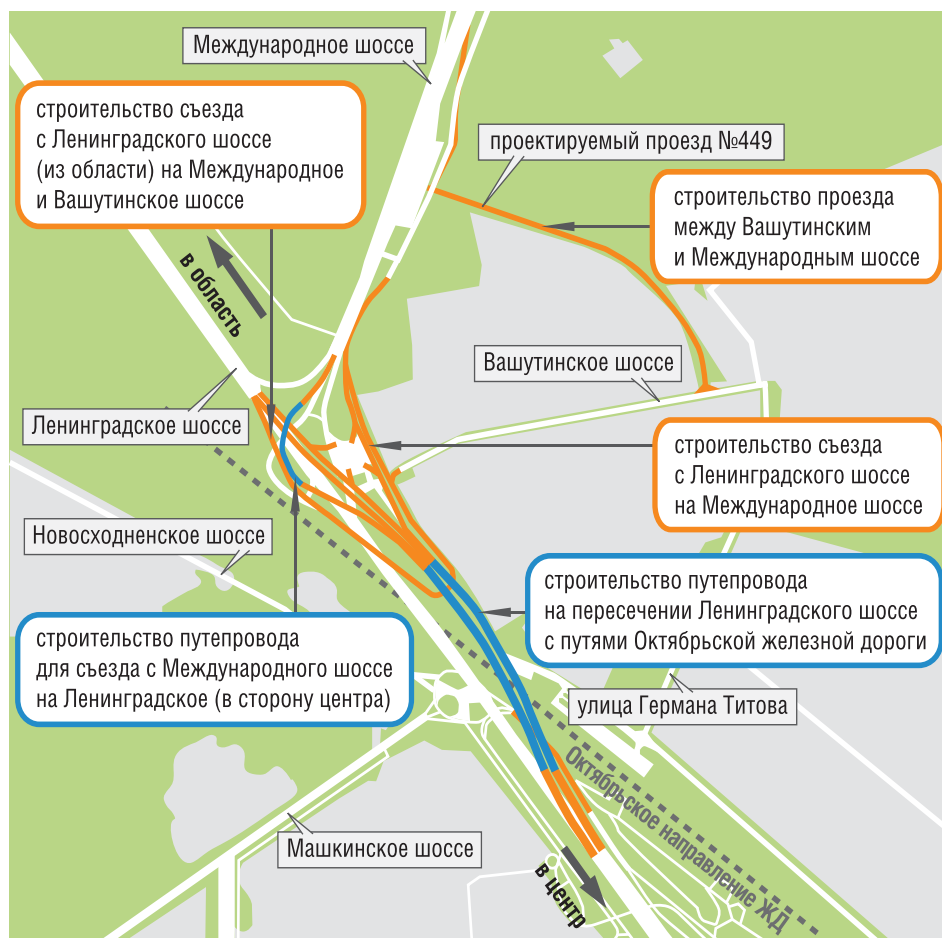 Международное шоссе
строительство съезда
с Ленинградского шоссе
(из области) на Международное
и Вашутинское шоссе
проектируемый проезд №449
строительство проезда
между Вашутинским
и Международным шоссе
в область
Вашутинское шоссе
Ленинградское шоссе
строительство съезда
с Ленинградского шоссе
на Международное шоссе
Новосходненское шоссе
строительство путепровода
на пересечении Ленинградского шоссе
с путями Октябрьской железной дороги
строительство путепровода
для съезда с Международного шоссе
на Ленинградское (в сторону центра)
улица Германа Титова
Октябрьское направление ЖД
Машкинское шоссе
в центр